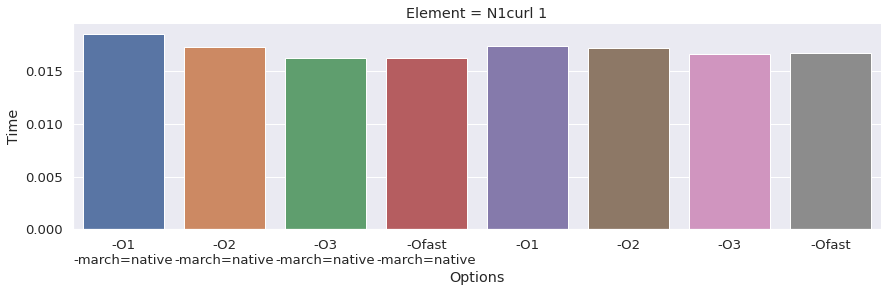 Element = N1curl 1
Time
0.015
0.010
0.005
0.000
-O1 -O2 -O3 -Ofast -O1 -O2 -O3 -Ofast
-march=native -march=native -march=native -march=native
Options